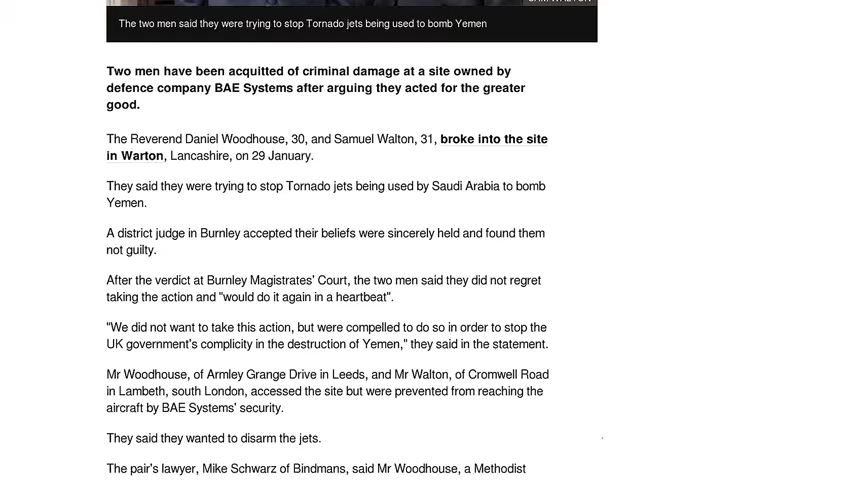 SAM WALTON
The two men said they were trying to stop Tornado jets being used to bomb Yemen
Two men have been acquitted of criminal damage at a site owned by
defence company BAE Systems after arguing they acted for the greater
good.
The Reverend Daniel Woodhouse, 30, and Samuel Walton, 31, broke into the site
in Warton, Lancashire, on 29 January.
They said they were trying to stop Tornado jets being used by Saudi Arabia to bomb
Yemen.
A district judge in Burnley accepted their beliefs were sincerely held and found them
not guilty.
After the verdict at Burnley Magistrates' Court, the two men said they did not regret
taking the action and "would do it again in a heartbeat".
"We did not want to take this action, but were compelled to do so in order to stop the
UK government's complicity in the destruction of Yemen," they said in the statement.
Mr Woodhouse, of Armley Grange Drive in Leeds, and Mr Walton, of Cromwell Road
in Lambeth, south London, accessed the site but were prevented from reaching the
aircraft by BAE Systems' security.
They said they wanted to disarm the jets.
The pair's lawyer, Mike Schwarz of Bindmans, said Mr Woodhouse, a Methodist